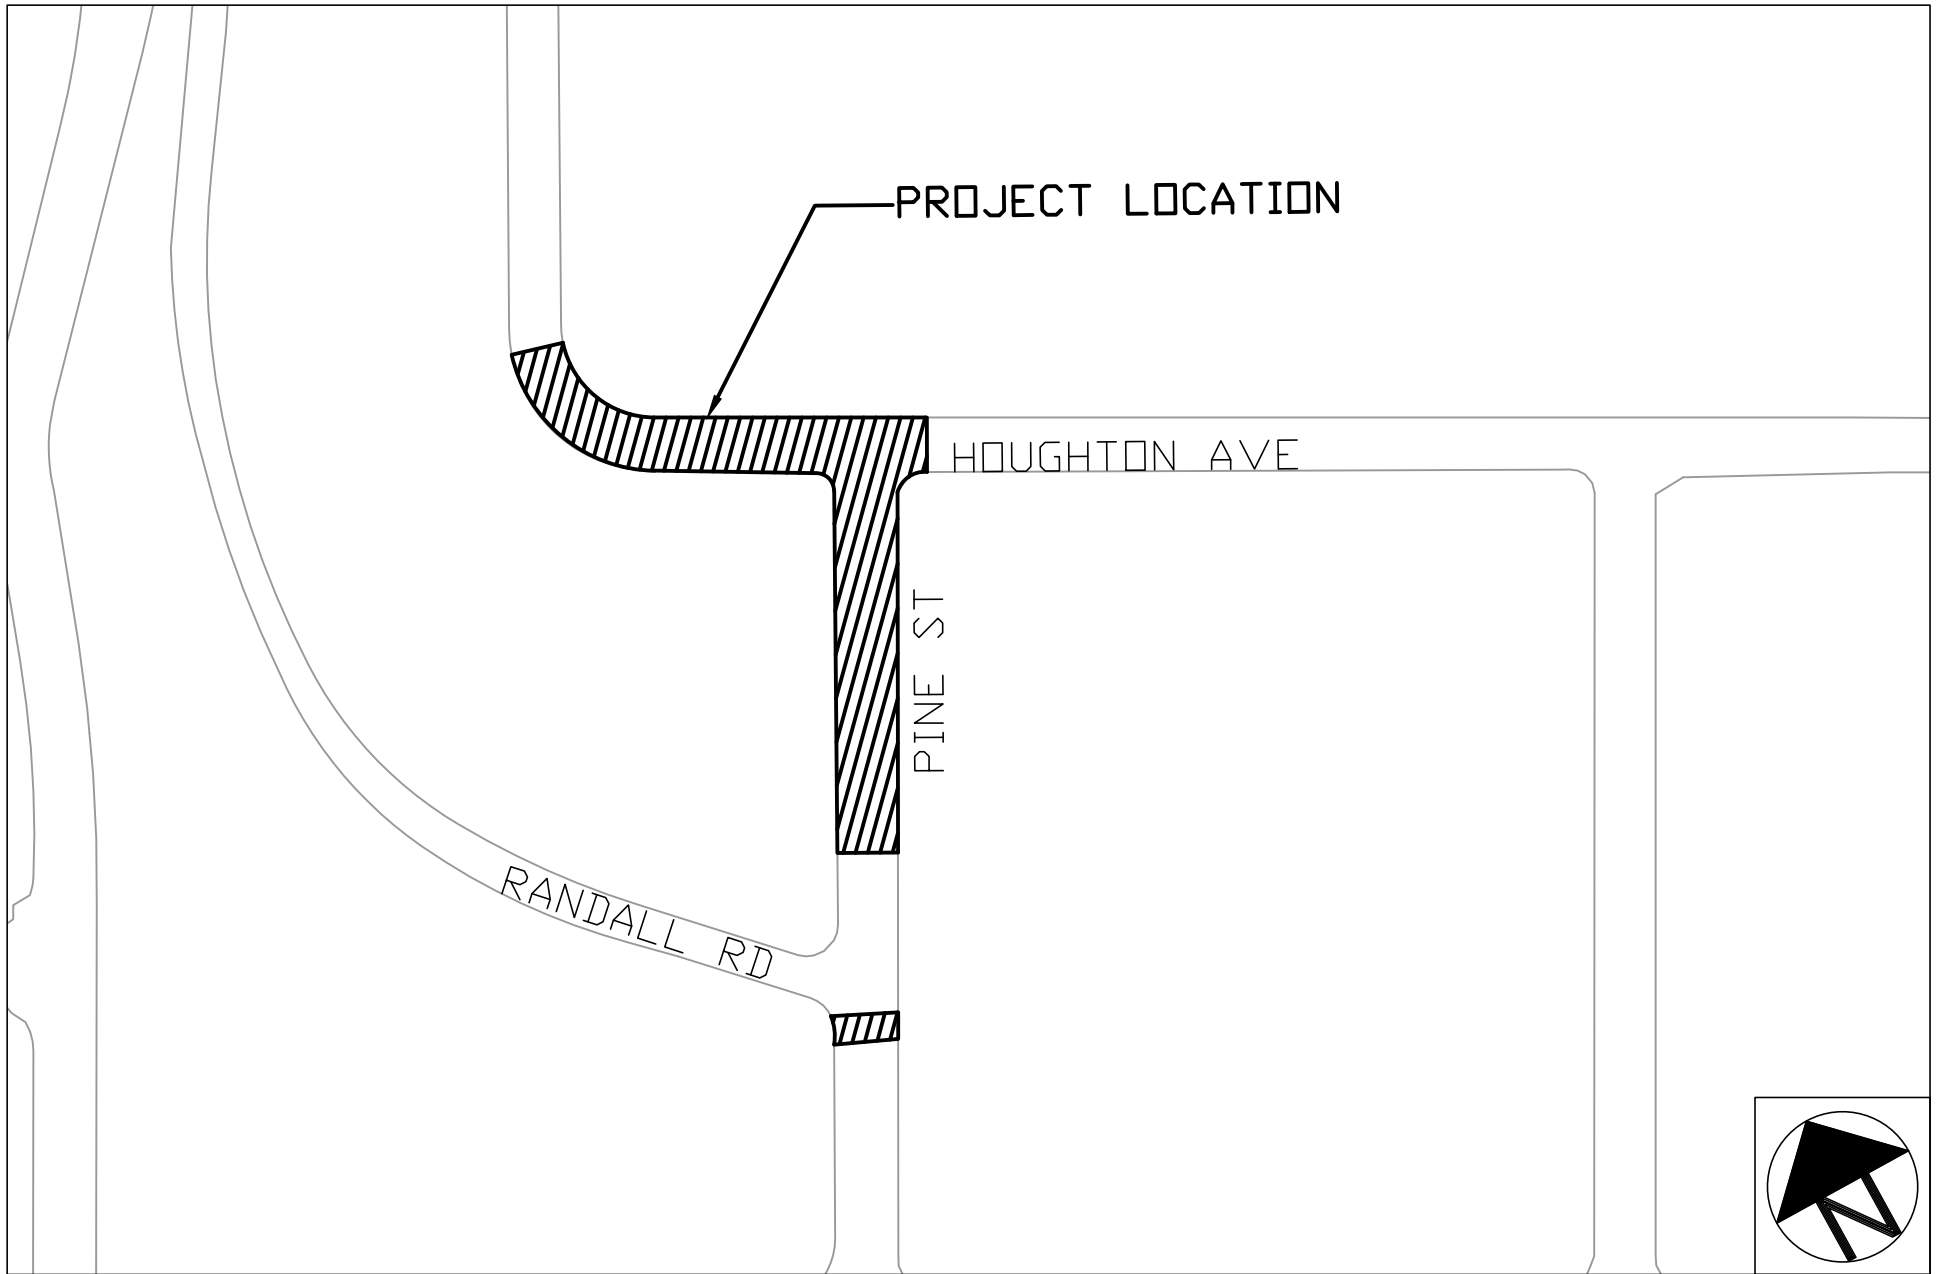 PROJECT LOCATION
HOUGHTON AVE
PINE ST
RANDALL RD
N